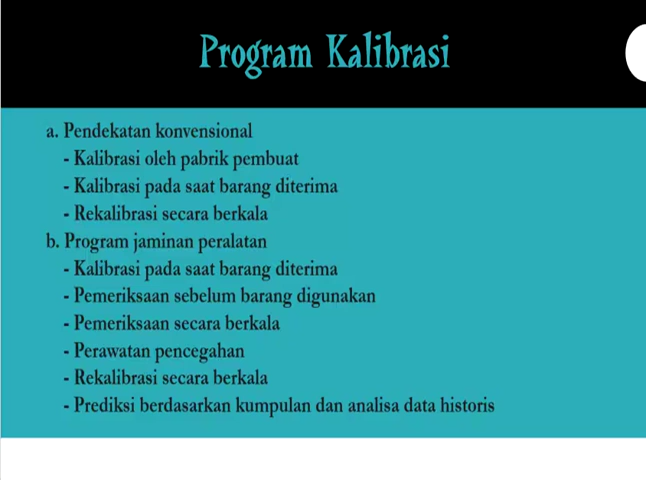 Program Kalibrasi
a. Pendekatan konvensional
- Kalibrasi oleh pabrik pembuat
- Kalibrasi pada saat barang diterima
- Rekalibrasi secara berkala
b. Program jaminan peralatan
- Kalibrasi pada saat barang diterima
- Pemeriksaan sebelum barang digunakan
- Pemeriksaan secara berkala
- Perawatan pencegahan
- Rekalibrasi secara berkala
- Prediksi berdasarkan kumpulan dan analisa data historis